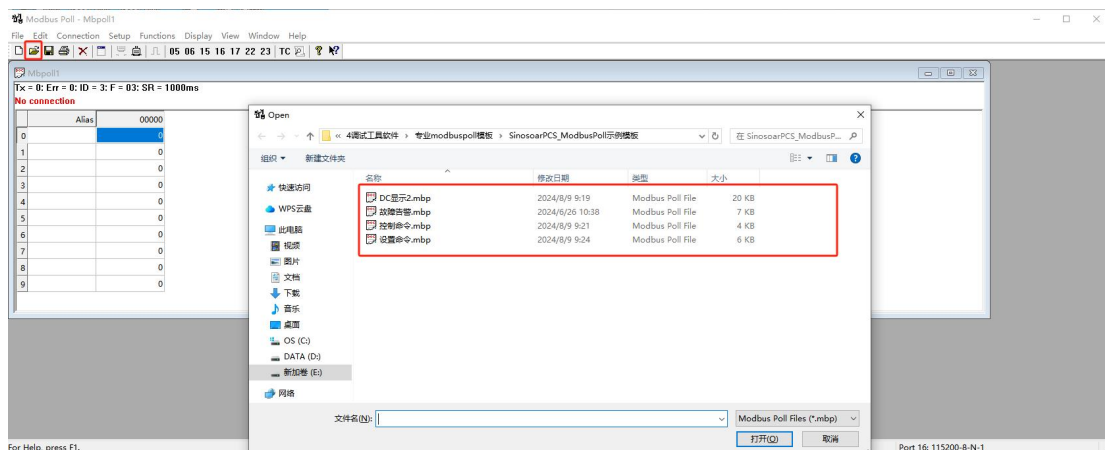 Modbus Poll - Mbpoll1
File Edit Connection Setup Functions Display View Window Help
05 06 15 16 17 22 23 TC
Mbpoll1
Tx = 0: Err = 0: ID = 3: F = 03: SR = 1000ms
No connection
Alias 00000
0 0
1 0
2 0
3 0
4 0
5 0
6 0
7 0
8 0
9 0
Open
« 4调试工具软件 › 专业modbuspoll模板 › SinosoarPCS_ModbusPoll示例模板
在 SinosoarPCS_ModbusP...
组织 新建文件夹
名称 修改日期 类型 大小
DC显示2.mbp 2024/8/9 9:19 Modbus Poll File 20 KB
故障告警.mbp 2024/6/26 10:38 Modbus Poll File 7 KB
控制命令.mbp 2024/8/9 9:21 Modbus Poll File 4 KB
设置命令.mbp 2024/8/9 9:24 Modbus Poll File 6 KB
快速访问
WPS云盘
此电脑
视频
图片
文档
下载
音乐
桌面
OS (C:)
DATA (D:)
新加卷 (E:)
网络
文件名(N):
Modbus Poll Files (*.mbp)
打开(O) 取消
For Help, press F1.
Port 16: 115200-8-N-1